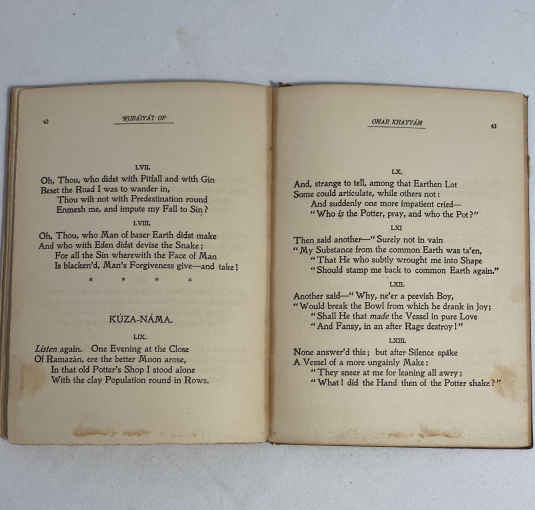 42
RUBÁIYÁT OF
LVII.
Oh, Thou, who didst with Pitfall and with Gin
Beset the Road I was to wander in,
Thou wilt not with Predestination round
Enmesh me, and impute my Fall to Sin?
LVIII.
Oh, Thou, who Man of baser Earth didst make
And who with Eden didst devise the Snake;
For all the Sin wherewith the Face of Man
Is blacken'd, Man's Forgiveness give—and take!
* * * *
KÚZA-NÁMA.
LIX.
Listen again. One Evening at the Close
Of Ramazán, ere the better Moon arose,
In that old Potter's Shop I stood alone
With the clay Population round in Rows.
OMAR KHAYYÁM
43
LX.
And, strange to tell, among that Earthen Lot
Some could articulate, while others not:
And suddenly one more impatient cried—
"Who is the Potter, pray, and who the Pot?"
LXI
Then said another—"Surely not in vain
"My Substance from the common Earth was ta'en,
"That He who subtly wrought me into Shape
"Should stamp me back to common Earth again."
LXII.
Another said—"Why, ne'er a peevish Boy,
"Would break the Bowl from which he drank in Joy;
"Shall He that made the Vessel in pure Love
"And Fansy, in an after Rage destroy!"
LXIII.
None answer'd this; but after Silence spake
A Vessel of a more ungainly Make:
"They sneer at me for leaning all awry;
"What! did the Hand then of the Potter shake?"